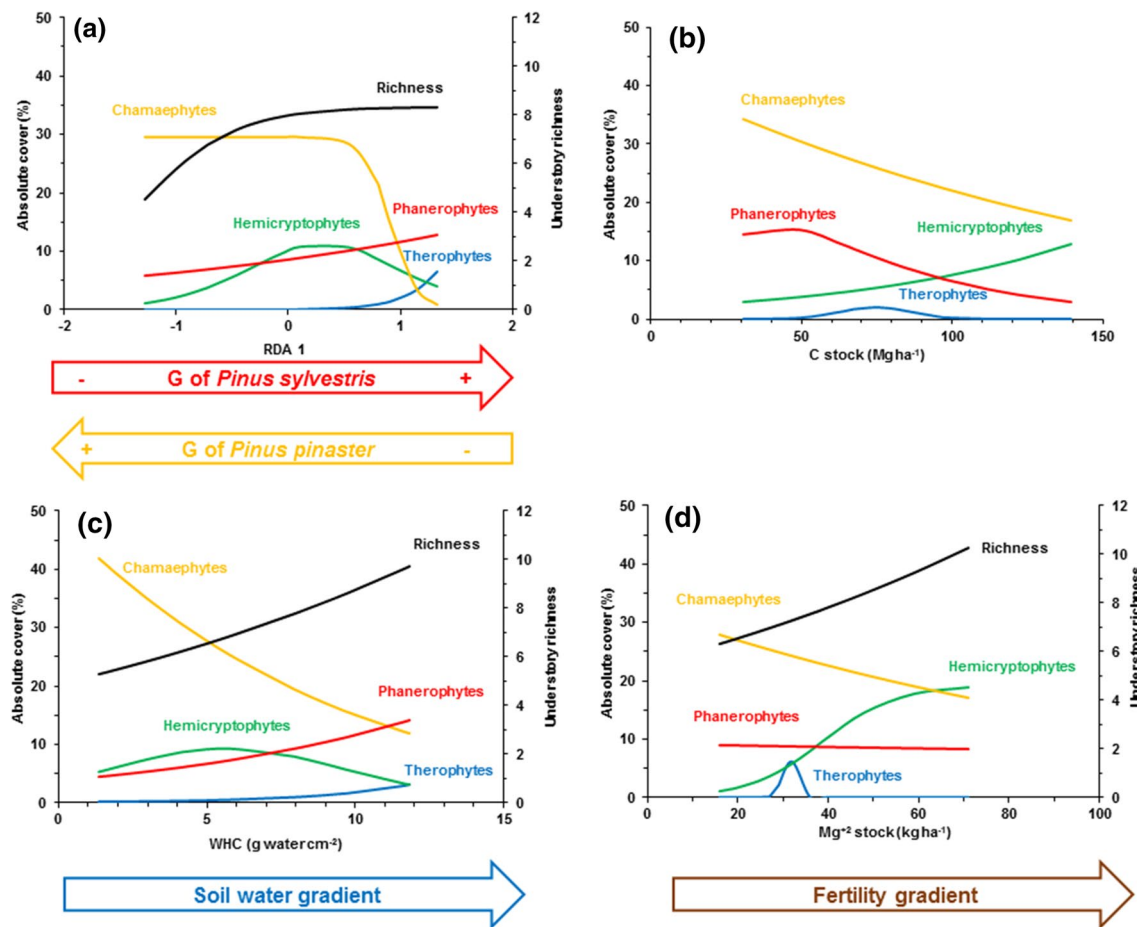 (a)
50
40
30
20
10
0
Absolute cover (%)
12
10
8
6
4
2
0
Understory richness
Richness
Chamaephytes
Hemicryptophytes
Phanerophytes
Therophytes
-2
-1
0
1
2
RDA 1
- G of Pinus sylvestris +
+ G of Pinus pinaster -
(b)
50
40
30
20
10
0
Absolute cover (%)
Chamaephytes
Phanerophytes
Hemicryptophytes
Therophytes
0
50
100
150
C stock (Mg ha-1)
(c)
50
40
30
20
10
0
Absolute cover (%)
12
10
8
6
4
2
0
Understory richness
Richness
Chamaephytes
Phanerophytes
Hemicryptophytes
Therophytes
0
5
10
15
WHC (g water cm-2)
Soil water gradient
(d)
50
40
30
20
10
0
Absolute cover (%)
12
10
8
6
4
2
0
Understory richness
Richness
Chamaephytes
Hemicryptophytes
Phanerophytes
Therophytes
0
20
40
60
80
100
Mg+2 stock (kg ha-1)
Fertility gradient